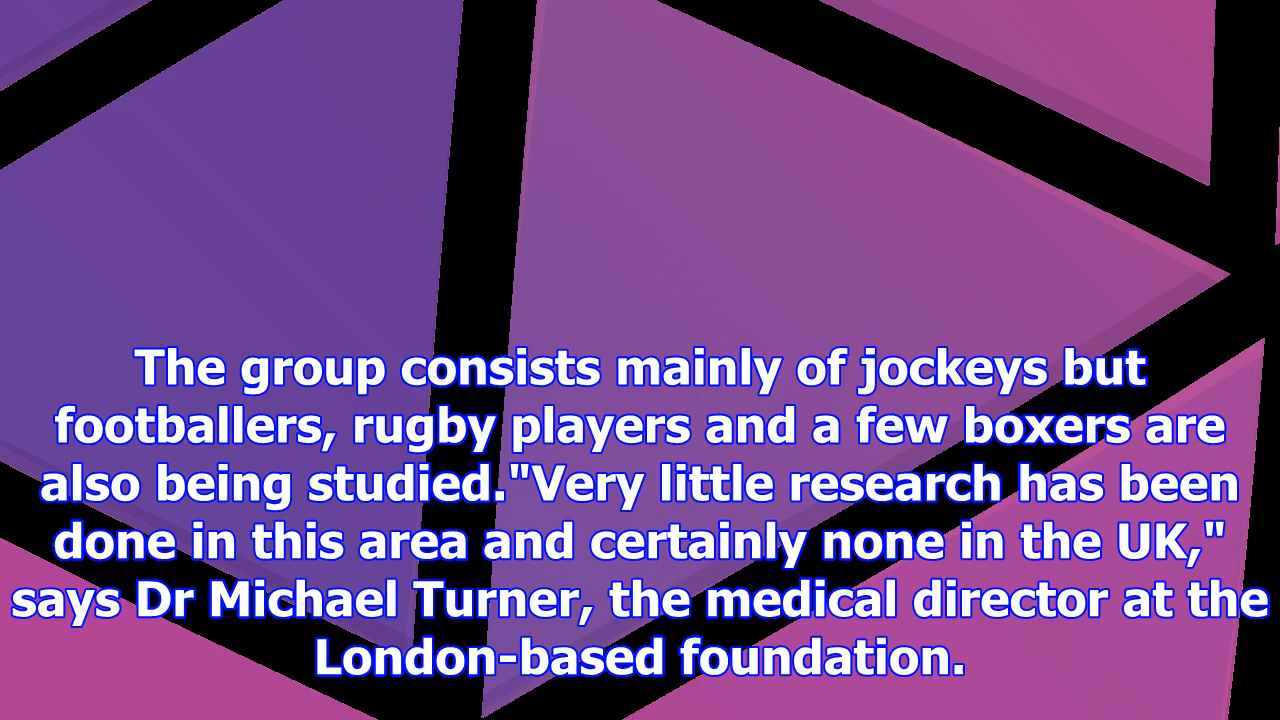 The group consists mainly of jockeys but
footballers, rugby players and a few boxers are
also being studied."Very little research has been
done in this area and certainly none in the UK,"
says Dr Michael Turner, the medical director at the
London-based foundation.